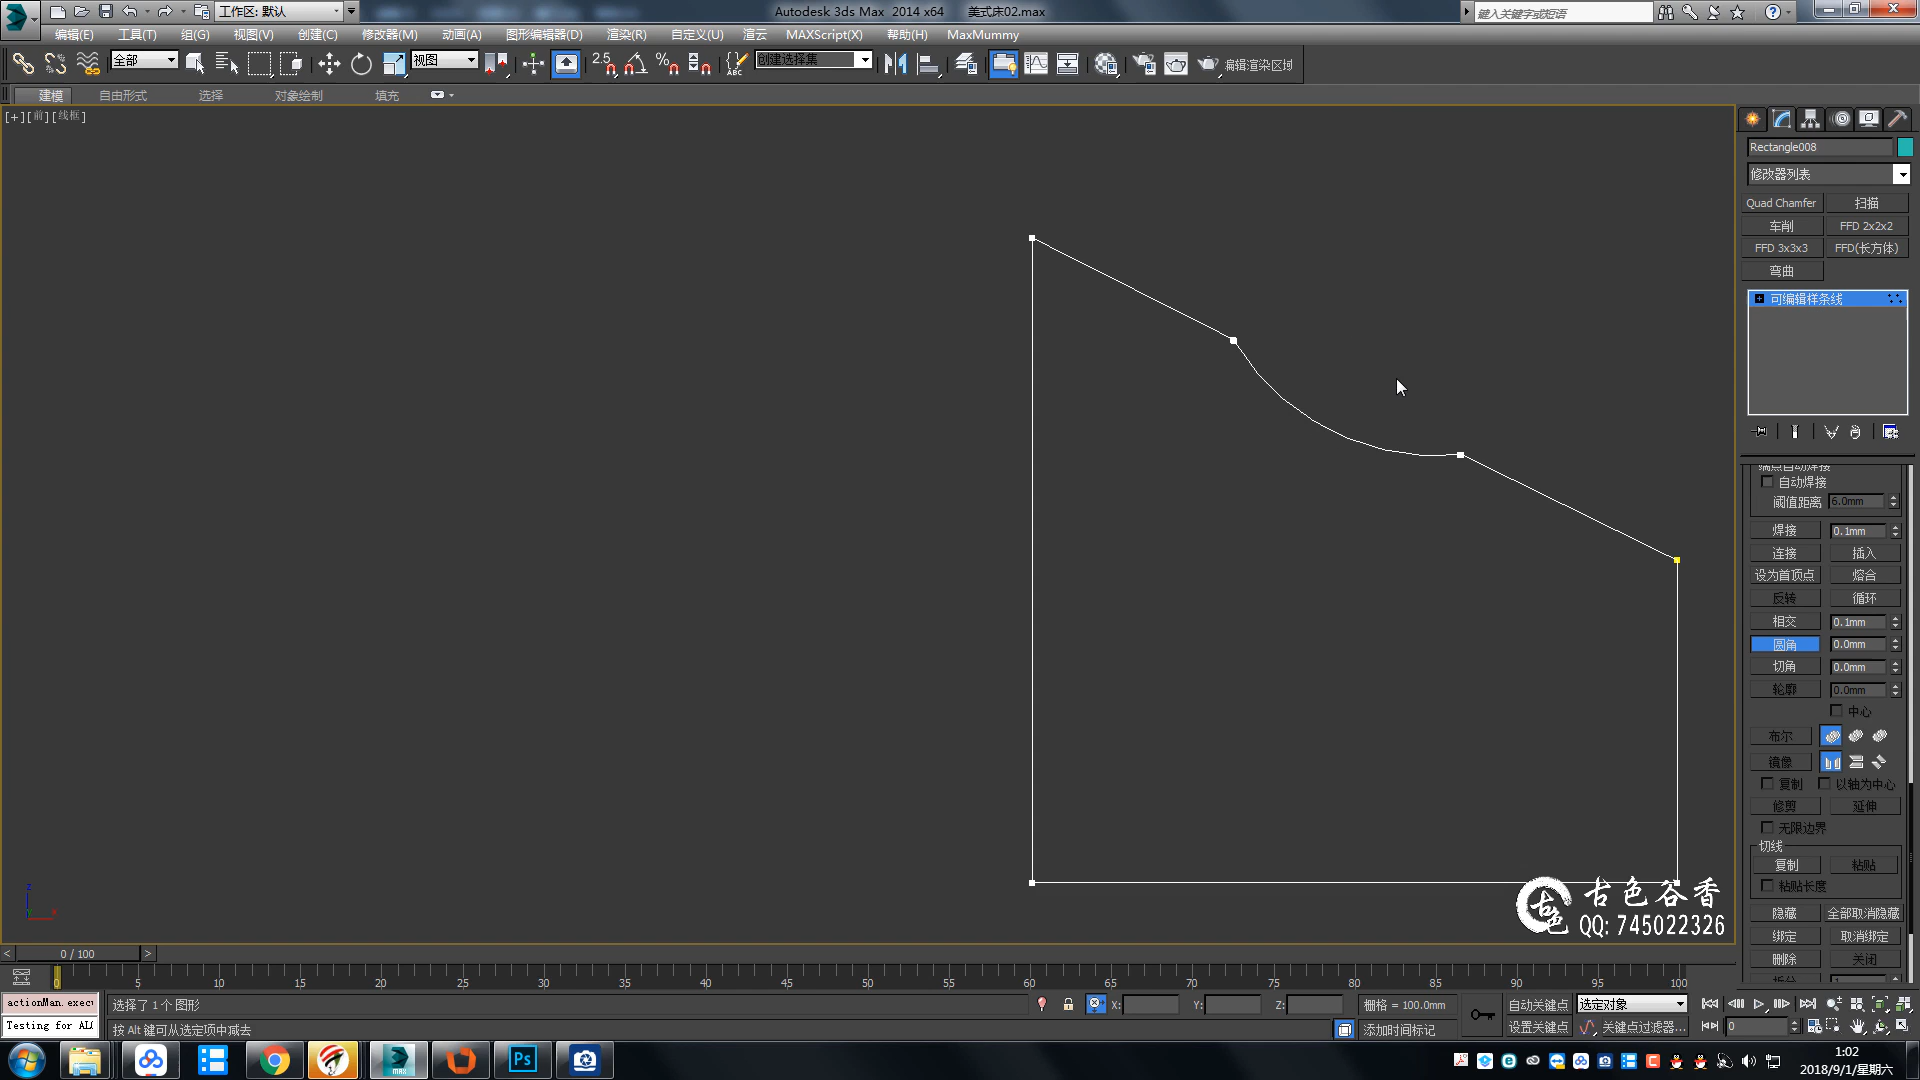 工作区: 默认
Autodesk 3ds Max  2014 x64    美式床02.max
键入关键字或短语
编辑(E) 工具(T) 组(G) 视图(V) 创建(C) 修改器(M) 动画(A) 图形编辑器(D) 渲染(R) 自定义(U) 渲云 MAXScript(X) 帮助(H) MaxMummy
全部 视图 2.5 创建选择集 编辑渲染区域
建模 自由形式 选择 对象绘制 填充
[+][前][线框]
Rectangle008
修改器列表
Quad Chamfer 扫描
车削 FFD 2x2x2
FFD 3x3x3 FFD(长方体)
弯曲
可编辑样条线
端点自动焊接
自动焊接
阈值距离 6.0mm
焊接 0.1mm
连接 插入
设为首顶点 熔合
反转 循环
相交 0.1mm
圆角 0.0mm
切角 0.0mm
轮廓 0.0mm
中心
布尔
镜像
复制 以轴为中心
修剪 延伸
无限边界
切线
复制 粘贴
粘贴长度
隐藏 全部取消隐藏
绑定 取消绑定
删除 关闭
古色谷香
QQ: 745022326
0 / 100
0 5 10 15 20 25 30 35 40 45 50 55 60 65 70 75 80 85 90 95 100
actionMan.execu
选择了 1 个 图形
X: Y: Z:
栅格 = 100.0mm
自动关键点 选定对象
Testing for ALL
按 Alt 键可从选定项中减去
添加时间标记
设置关键点 关键点过滤器...
0
1:02
2018/9/1/星期六